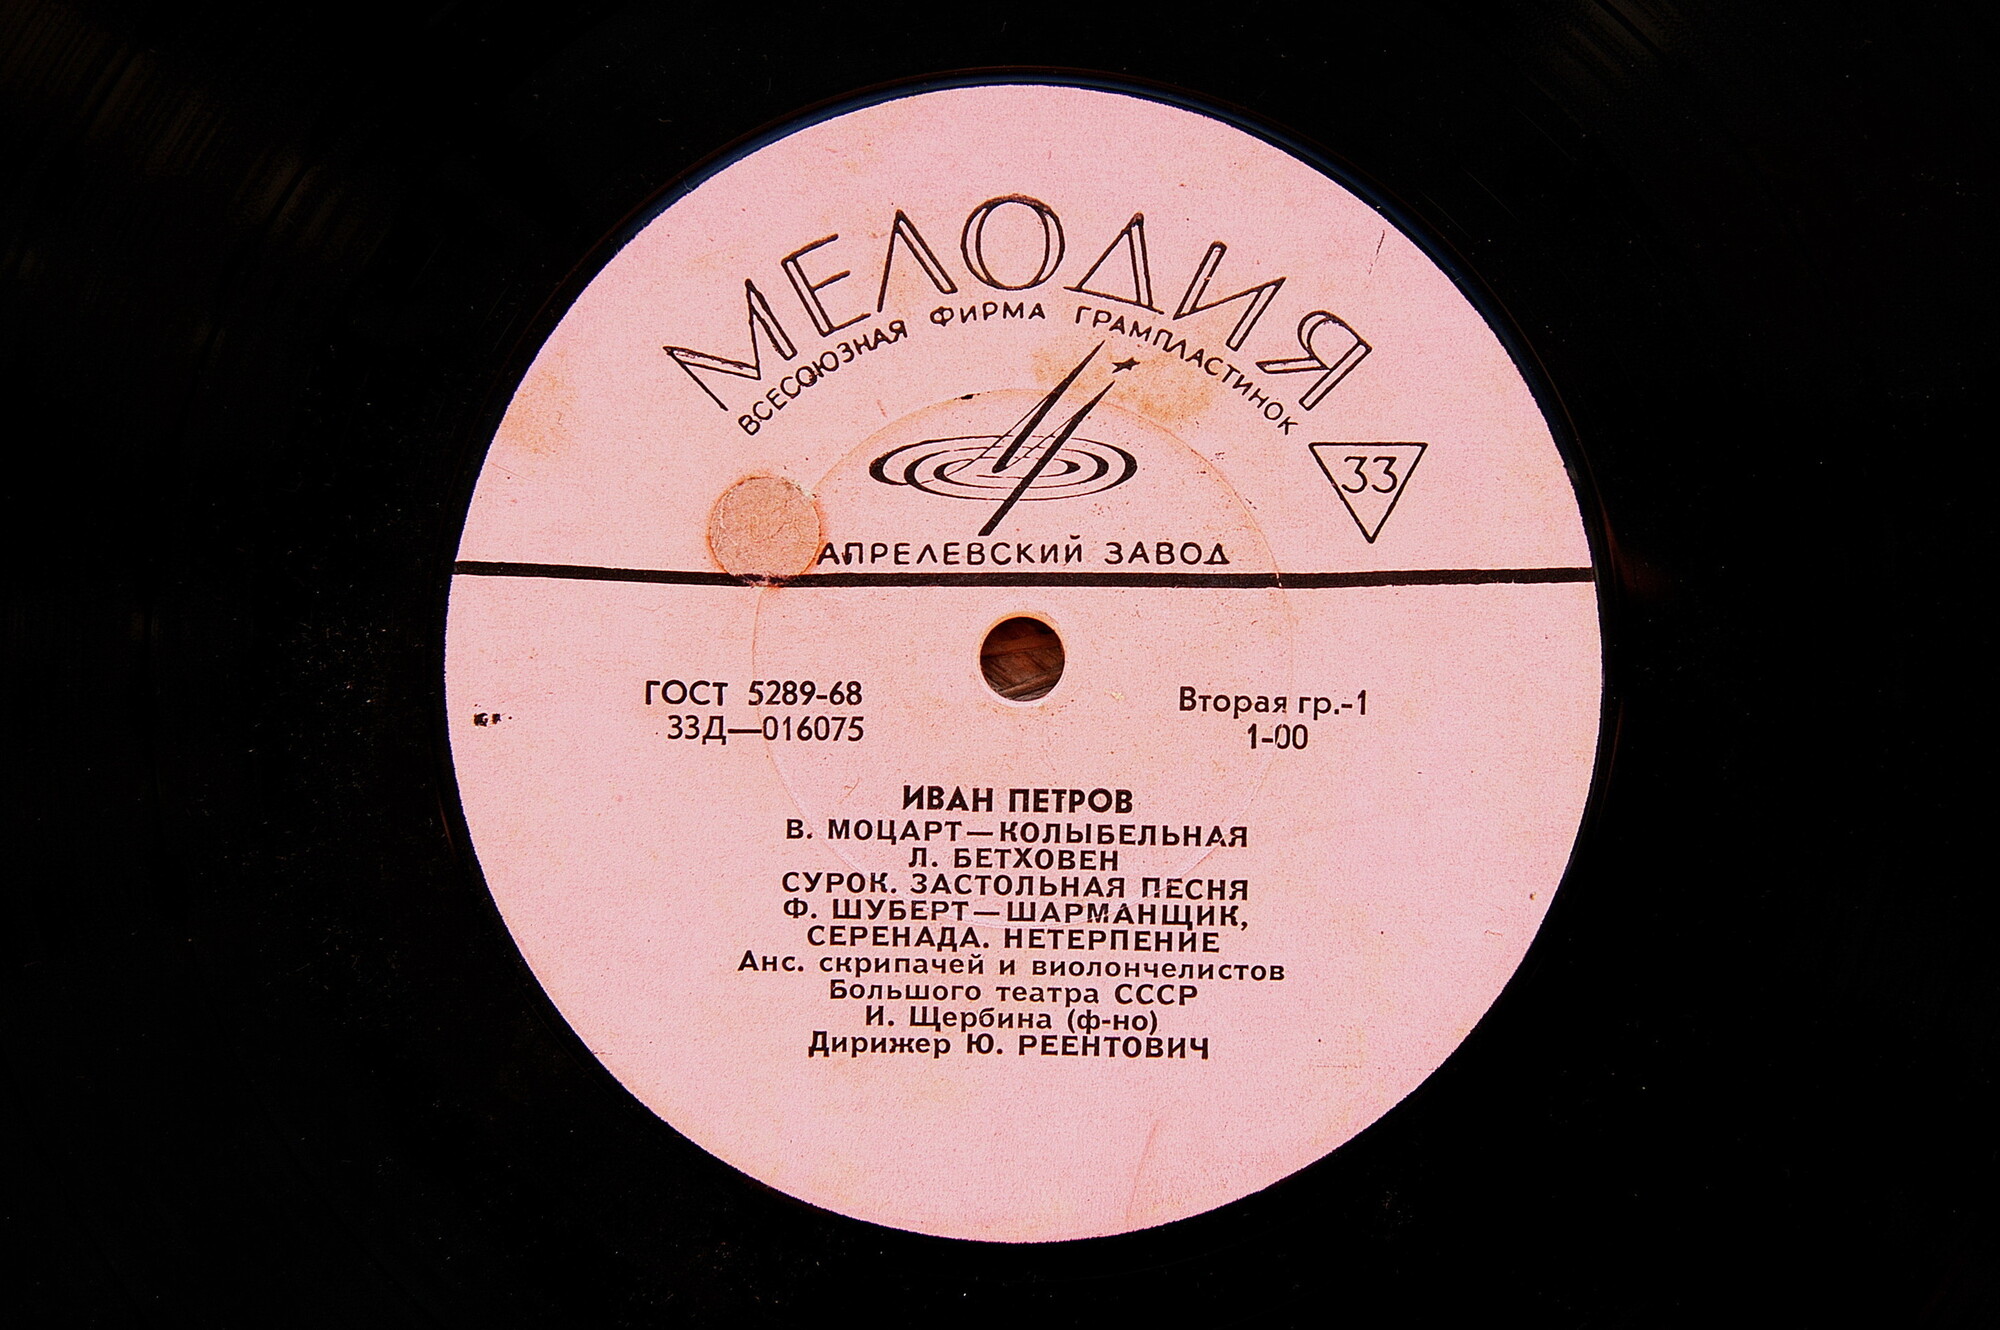 МЕЛОДИЯ
ВСЕСОЮЗНАЯ ФИРМА ГРАМПЛАСТИНОК
33
АПРЕЛЕВСКИЙ ЗАВОД
ГОСТ 5289-68
33Д—016075
Вторая гр.-1
1-00
ИВАН ПЕТРОВ
В. МОЦАРТ—КОЛЫБЕЛЬНАЯ
Л. БЕТХОВЕН
СУРОК. ЗАСТОЛЬНАЯ ПЕСНЯ
Ф. ШУБЕРТ—ШАРМАНЩИК,
СЕРЕНАДА. НЕТЕРПЕНИЕ
Анс. скрипачей и виолончелистов
Большого театра СССР
И. Щербина (ф-но)
Дирижер Ю. РЕЕНТОВИЧ